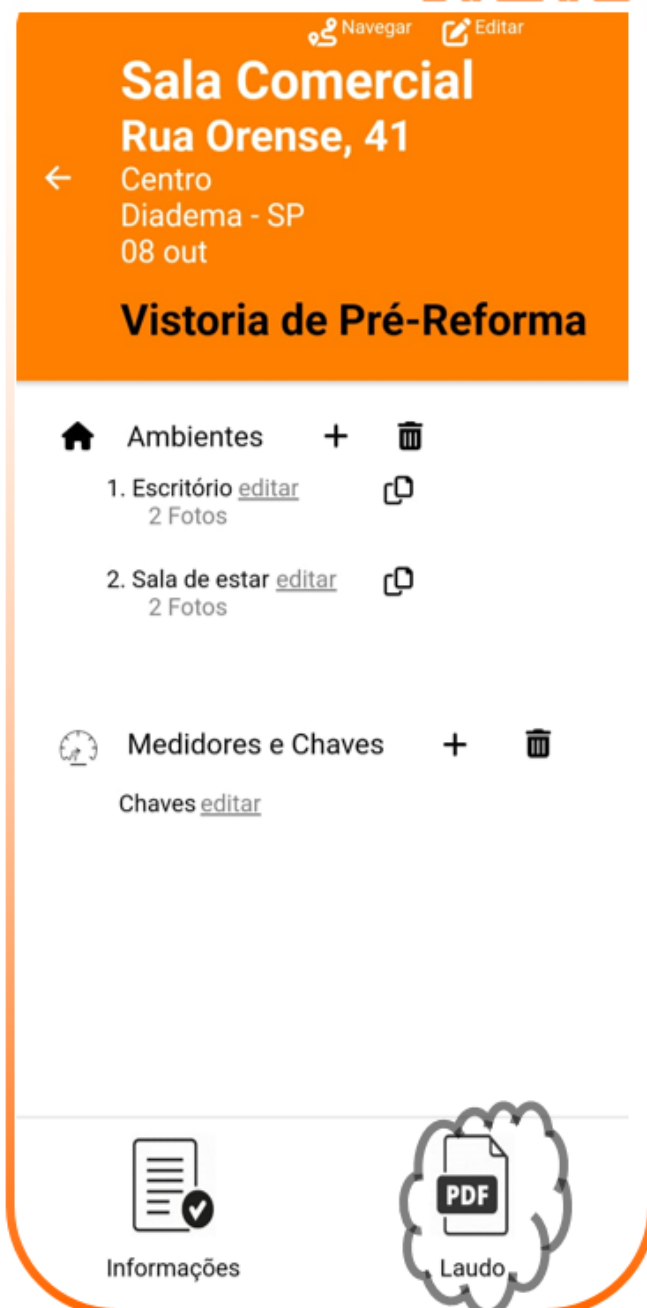 Navegar Editar
Sala Comercial
Rua Orense, 41
Centro
Diadema - SP
08 out
Vistoria de Pré-Reforma
Ambientes +
1. Escritório editar
2 Fotos
2. Sala de estar editar
2 Fotos
Medidores e Chaves +
Chaves editar
PDF
Informações Laudo